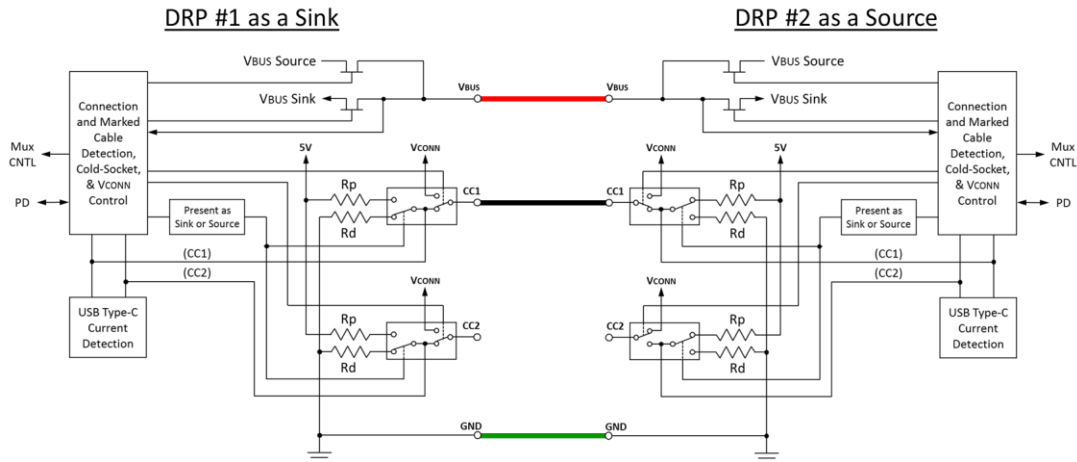 DRP #1 as a Sink
DRP #2 as a Source
VBUS Source
VBUS Sink
VBUS
VBUS
VBUS Source
VBUS Sink
Connection
and Marked
Cable
Detection,
Cold-Socket,
& VCONN
Control
Mux
CNTL
PD
5V
VCONN
Rp
Rd
CC1
Present as
Sink or Source
(CC1)
(CC2)
USB Type-C
Current
Detection
VCONN
Rp
Rd
CC2
GND
Connection
and Marked
Cable
Detection,
Cold-Socket,
& VCONN
Control
Mux
CNTL
PD
VCONN
5V
CC1
Rp
Rd
Present as
Sink or Source
(CC1)
(CC2)
USB Type-C
Current
Detection
VCONN
CC2
Rp
Rd
GND